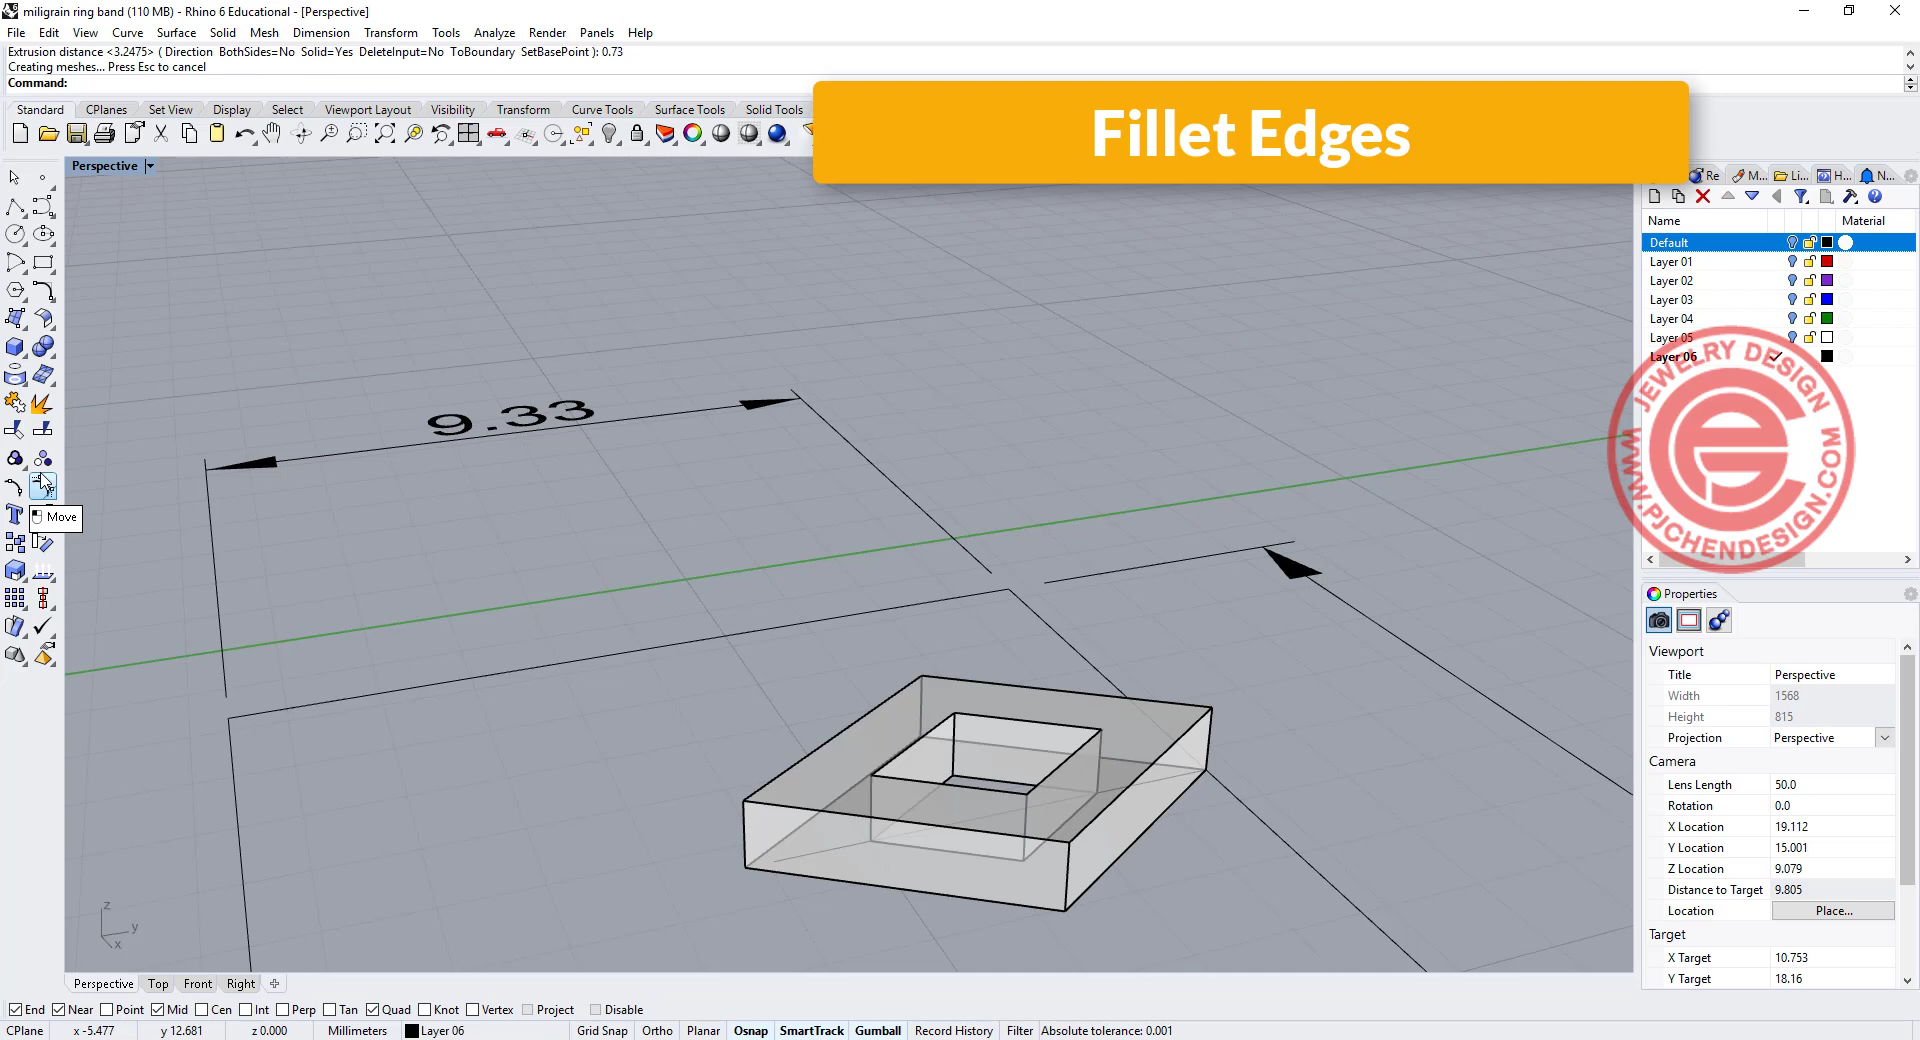 miligrain ring band (110 MB) - Rhino 6 Educational - [Perspective]
File Edit View Curve Surface Solid Mesh Dimension Transform Tools Analyze Render Panels Help
Extrusion distance <3.2475> ( Direction BothSides=No Solid=Yes DeleteInput=No ToBoundary SetBasePoint ): 0.73
Creating meshes... Press Esc to cancel
Command:
Standard CPlanes Set View Display Select Viewport Layout Visibility Transform Curve Tools Surface Tools Solid Tools
Fillet Edges
Perspective
Re M... Li... H... N...
Name Material
Default
Layer 01
Layer 02
Layer 03
Layer 04
Layer 05
Layer 06
JEWELRY DESIGN
WWW.PJCHENDESIGN.COM
9.33
Move
Properties
Viewport
Title Perspective
Width 1568
Height 815
Projection Perspective
Camera
Lens Length 50.0
Rotation 0.0
X Location 19.112
Y Location 15.001
Z Location 9.079
Distance to Target 9.805
Location Place...
Target
X Target 10.753
Y Target 18.16
z
y
x
Perspective Top Front Right
End Near Point Mid Cen Int Perp Tan Quad Knot Vertex Project Disable
CPlane x -5.477 y 12.681 z 0.000 Millimeters Layer 06 Grid Snap Ortho Planar Osnap SmartTrack Gumball Record History Filter Absolute tolerance: 0.001